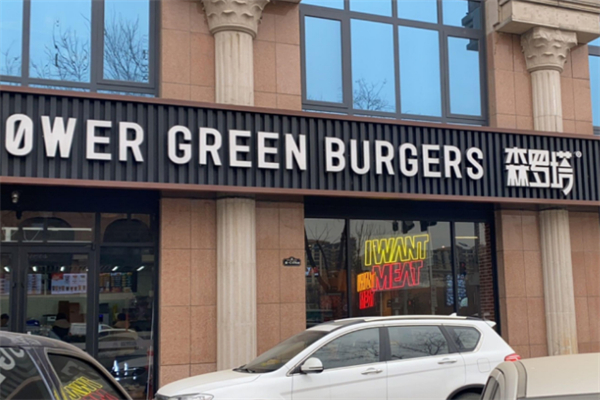 ØWER GREEN BURGERS 森罗塔
I WANT
MEAT